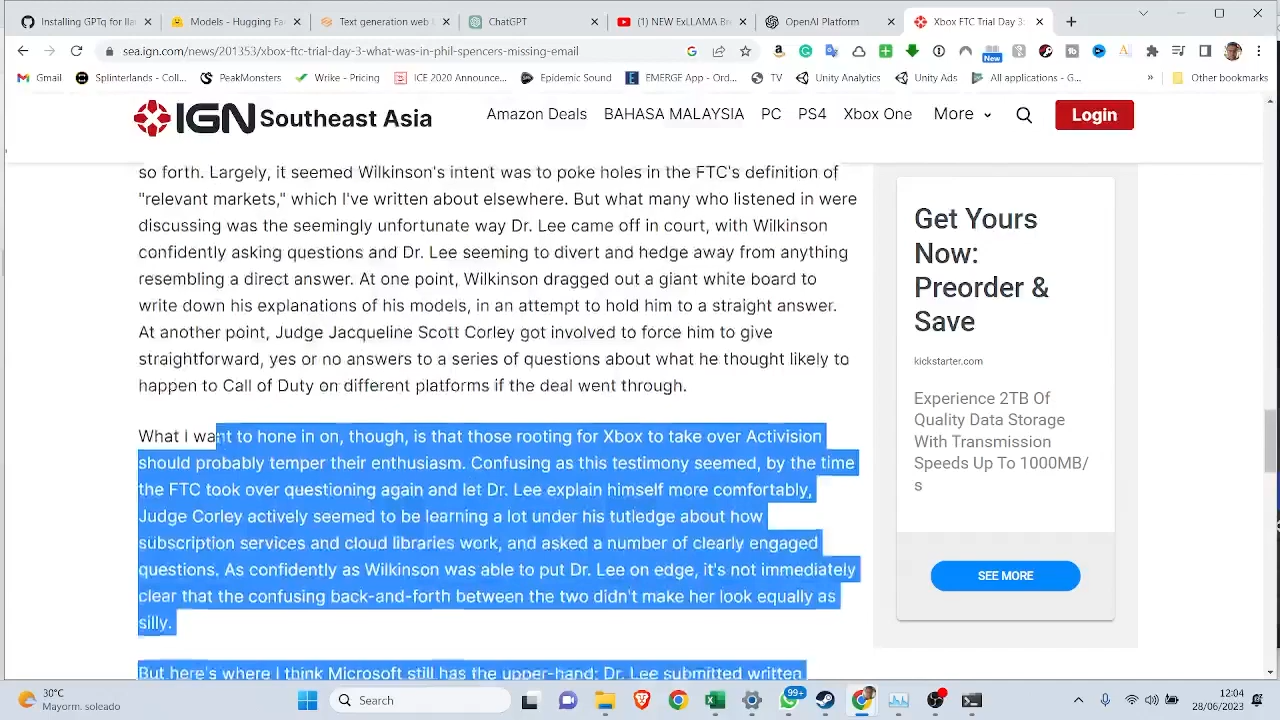 Installing GPTq for llar
Models - Hugging Fac
Text generation web
ChatGPT
(1) NEW ExLLAMA Br
OpenAI Platform
Xbox FTC Trial Day 3:
sea.ign.com/news/201353/xbox-ftc-trial-day-3-what-was-in-phil-spencers-missing-email
New
Gmail
Splinterlands - Coll...
PeakMonsters
Wrike - Pricing
ICE 2020 Announce...
Epidemic Sound
EMERGE App - Ord...
TV
Unity Analytics
Unity Ads
All applications - G...
»
Other bookmarks
IGN Southeast Asia
Amazon Deals
BAHASA MALAYSIA
PC
PS4
Xbox One
More
Login
so forth. Largely, it seemed Wilkinson's intent was to poke holes in the FTC's definition of
"relevant markets," which I've written about elsewhere. But what many who listened in were
discussing was the seemingly unfortunate way Dr. Lee came off in court, with Wilkinson
confidently asking questions and Dr. Lee seeming to divert and hedge away from anything
resembling a direct answer. At one point, Wilkinson dragged out a giant white board to
write down his explanations of his models, in an attempt to hold him to a straight answer.
At another point, Judge Jacqueline Scott Corley got involved to force him to give
straightforward, yes or no answers to a series of questions about what he thought likely to
happen to Call of Duty on different platforms if the deal went through.
What I want to hone in on, though, is that those rooting for Xbox to take over Activision
should probably temper their enthusiasm. Confusing as this testimony seemed, by the time
the FTC took over questioning again and let Dr. Lee explain himself more comfortably,
Judge Corley actively seemed to be learning a lot under his tutledge about how
subscription services and cloud libraries work, and asked a number of clearly engaged
questions. As confidently as Wilkinson was able to put Dr. Lee on edge, it's not immediately
clear that the confusing back-and-forth between the two didn't make her look equally as
silly.
But here's where I think Microsoft still has the upper-hand: Dr. Lee submitted written
Get Yours
Now:
Preorder &
Save
kickstarter.com
Experience 2TB Of
Quality Data Storage
With Transmission
Speeds Up To 1000MB/
s
SEE MORE
30°C
Mayorm. soleado
Search
99+
12:04
28/06/2023